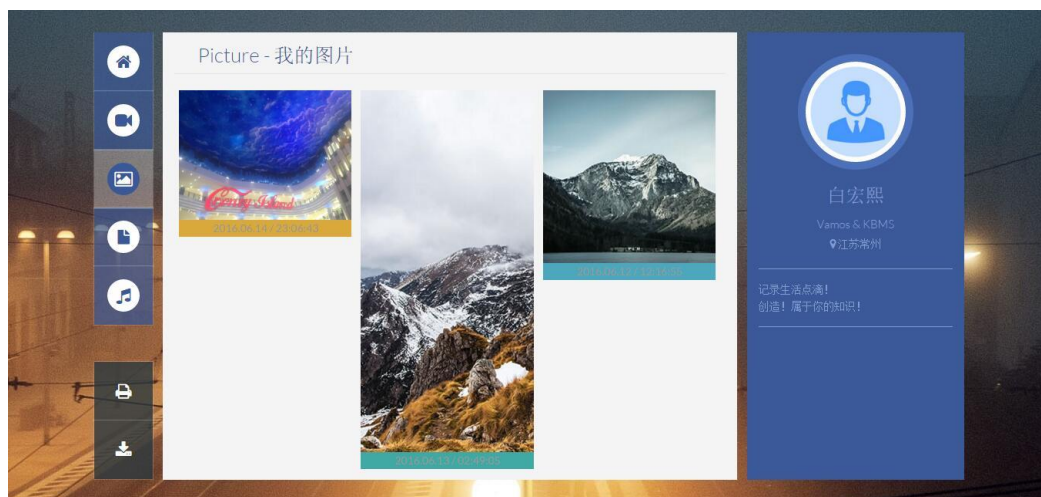 Picture - 我的图片
2016.06.14 / 23:06:43
2016.06.13 / 02:49:05
白宏熙
Vamos & KBMS
江苏常州
记录生活点滴！
创造！属于你的知识！